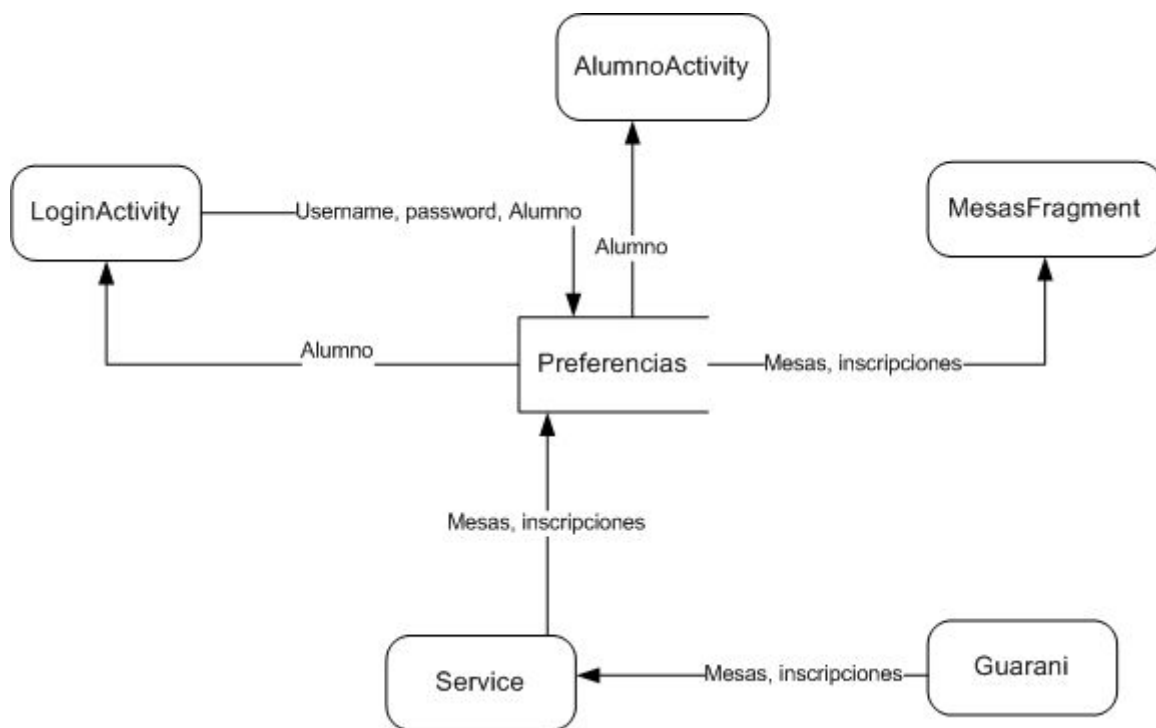 AlumnoActivity
LoginActivity
Username, password, Alumno
MesasFragment
Alumno
Alumno
Preferencias
Mesas, inscripciones
Mesas, inscripciones
Service
Mesas, inscripciones
Guarani